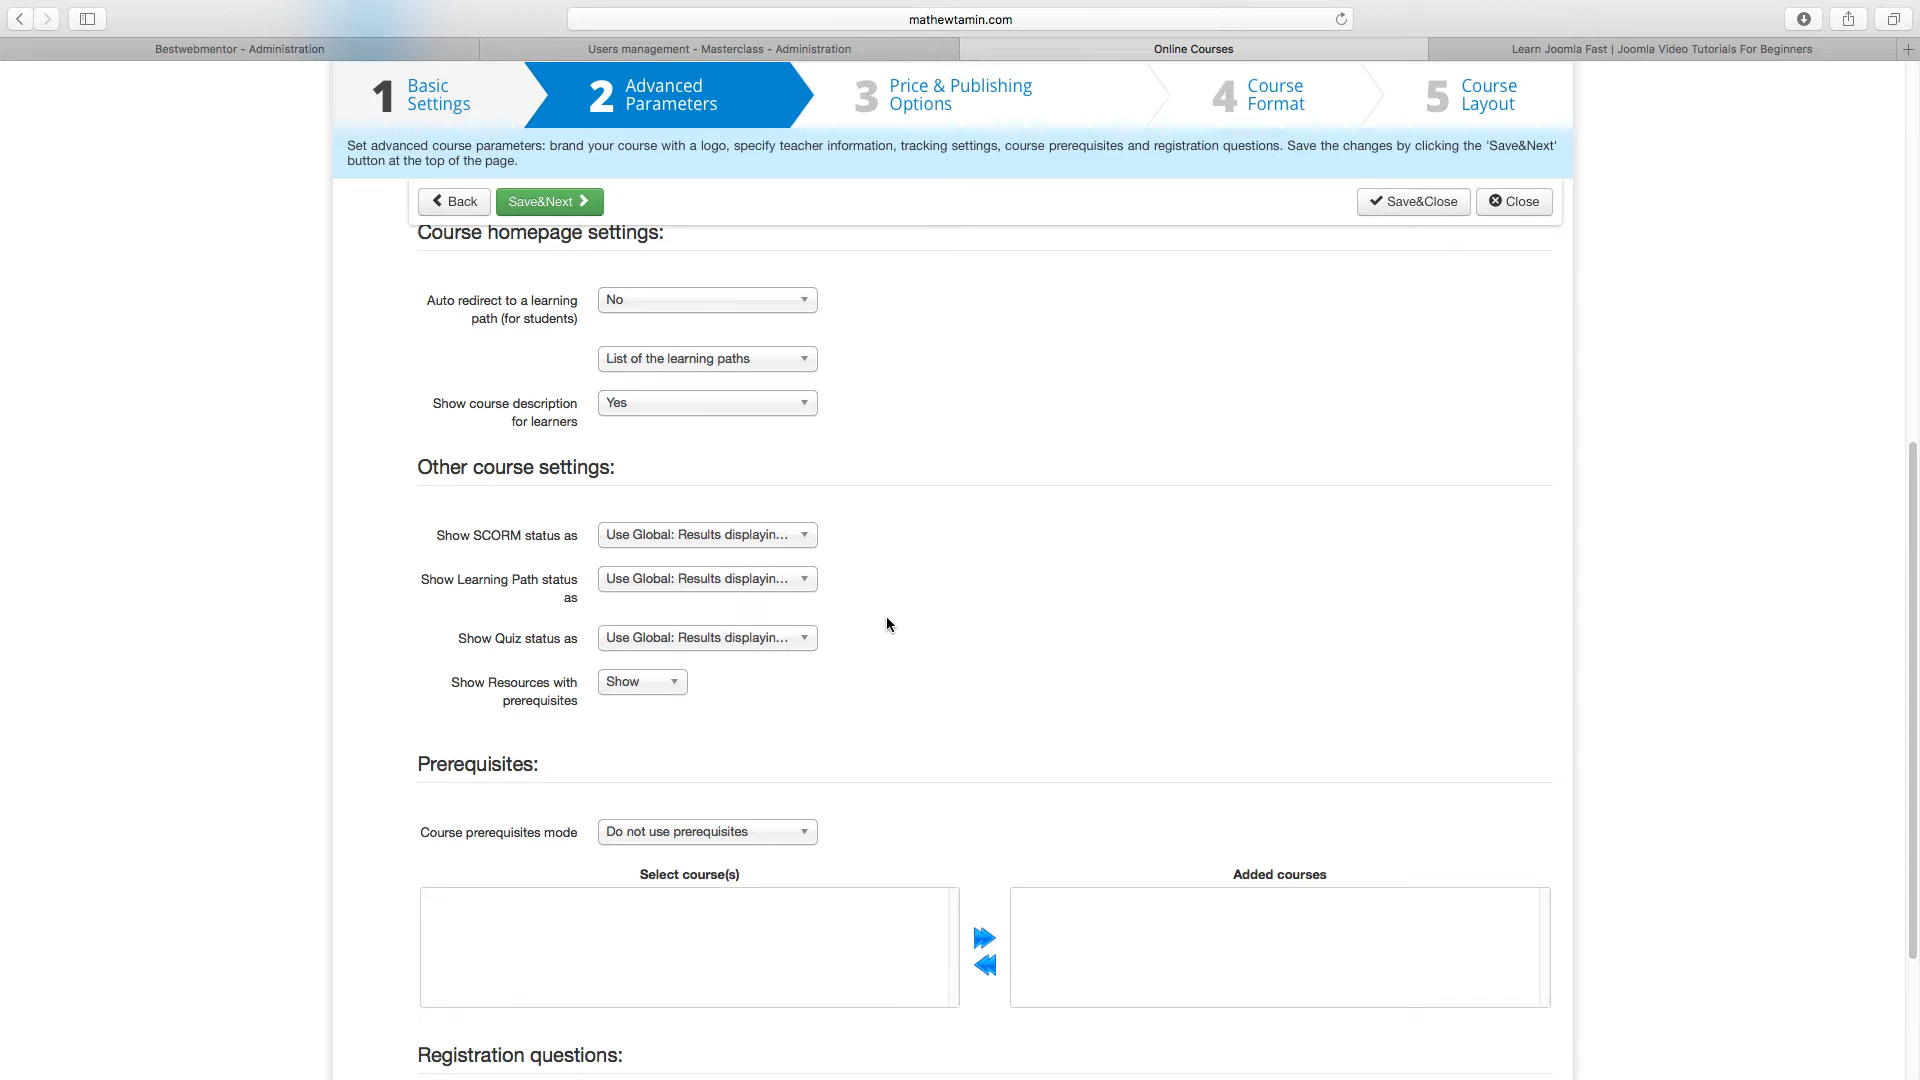 mathewtamin.com
Bestwebmentor - Administration
Users management - Masterclass - Administration
Online Courses
Learn Joomla Fast | Joomla Video Tutorials For Beginners
1 Basic
Settings
2 Advanced
Parameters
3 Price & Publishing
Options
4 Course
Format
5 Course
Layout
Set advanced course parameters: brand your course with a logo, specify teacher information, tracking settings, course prerequisites and registration questions. Save the changes by clicking the 'Save&Next'
button at the top of the page.
Back
Save&Next
Save&Close
Close
Course homepage settings:
Auto redirect to a learning
path (for students)
No
List of the learning paths
Show course description
for learners
Yes
Other course settings:
Show SCORM status as
Use Global: Results displayin...
Show Learning Path status
as
Use Global: Results displayin...
Show Quiz status as
Use Global: Results displayin...
Show Resources with
prerequisites
Show
Prerequisites:
Course prerequisites mode
Do not use prerequisites
Select course(s)
Added courses
Registration questions: